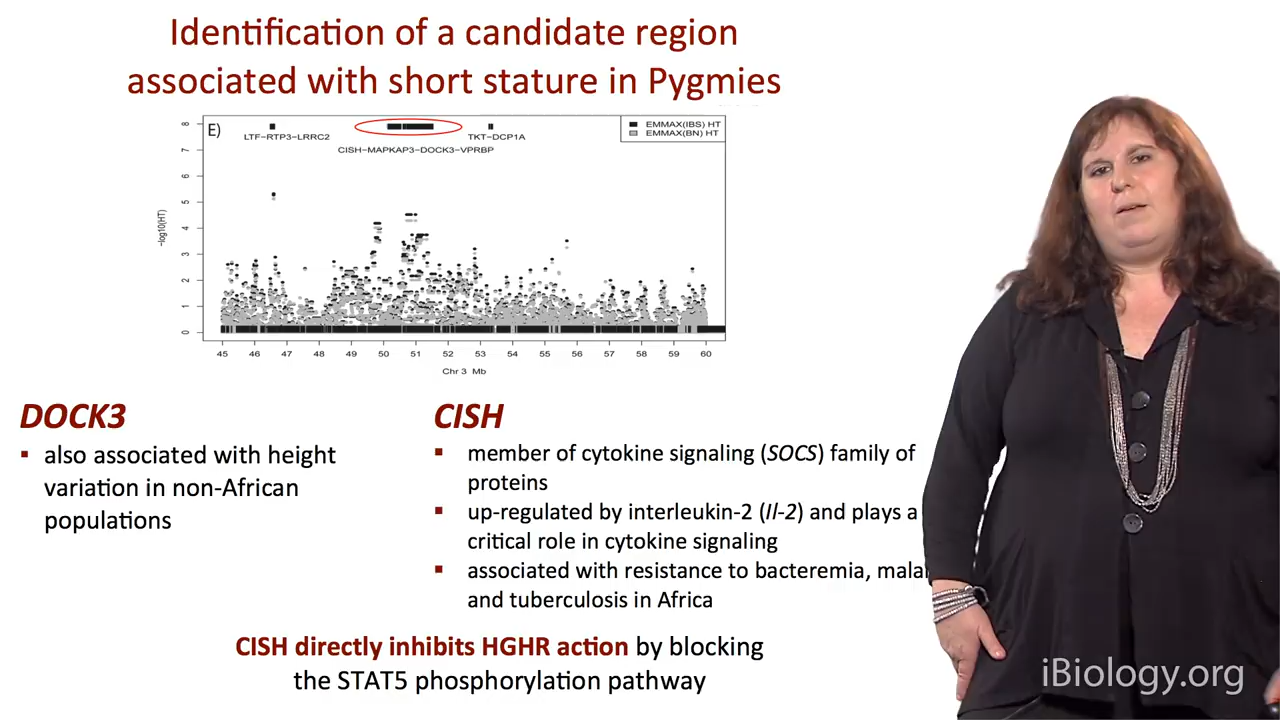 Identification of a candidate region
associated with short stature in Pygmies
E)
LTF−RTP3−LRRC2
TKT−DCP1A
CISH−MAPKAP3−DOCK3−VPRBP
EMMAX(IBS) HT
EMMAX(BN) HT
−log10(HT)
8
7
6
5
4
3
2
1
0
45 46 47 48 49 50 51 52 53 54 55 56 57 58 59 60
Chr 3 Mb
DOCK3
▪ also associated with height
variation in non-African
populations
CISH
▪ member of cytokine signaling (SOCS) family of
proteins
▪ up-regulated by interleukin-2 (Il-2) and plays a
critical role in cytokine signaling
▪ associated with resistance to bacteremia,
and tuberculosis in Africa
CISH directly inhibits HGHR action by blocking
the STAT5 phosphorylation pathway
iBiology.org